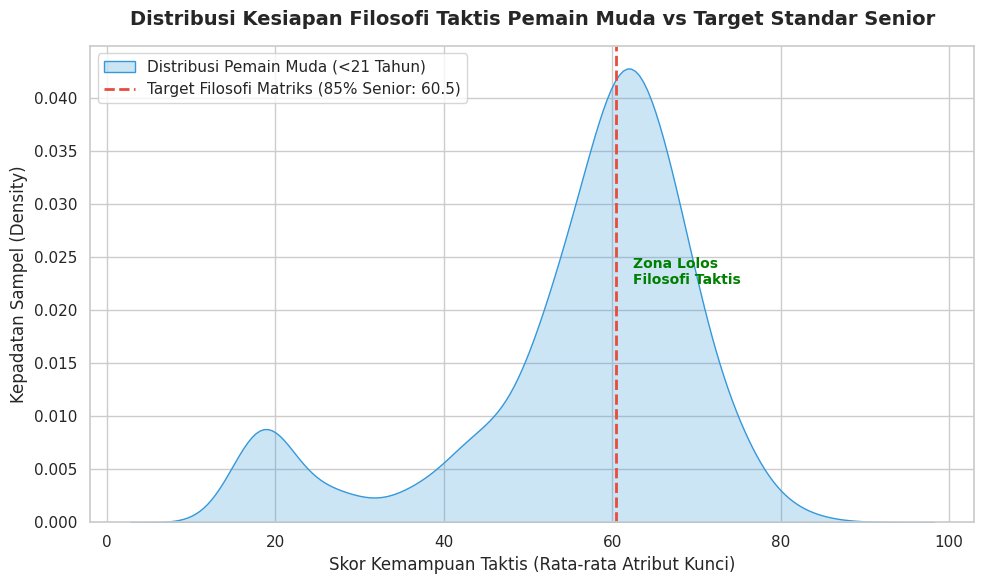 Distribusi Kesiapan Filosofi Taktis Pemain Muda vs Target Standar Senior
Distribusi Pemain Muda (<21 Tahun)
Target Filosofi Matriks (85% Senior: 60.5)
Kepadatan Sampel (Density)
0.040
0.035
0.030
0.025
0.020
0.015
0.010
0.005
0.000
Zona Lolos
Filosofi Taktis
0 20 40 60 80 100
Skor Kemampuan Taktis (Rata-rata Atribut Kunci)